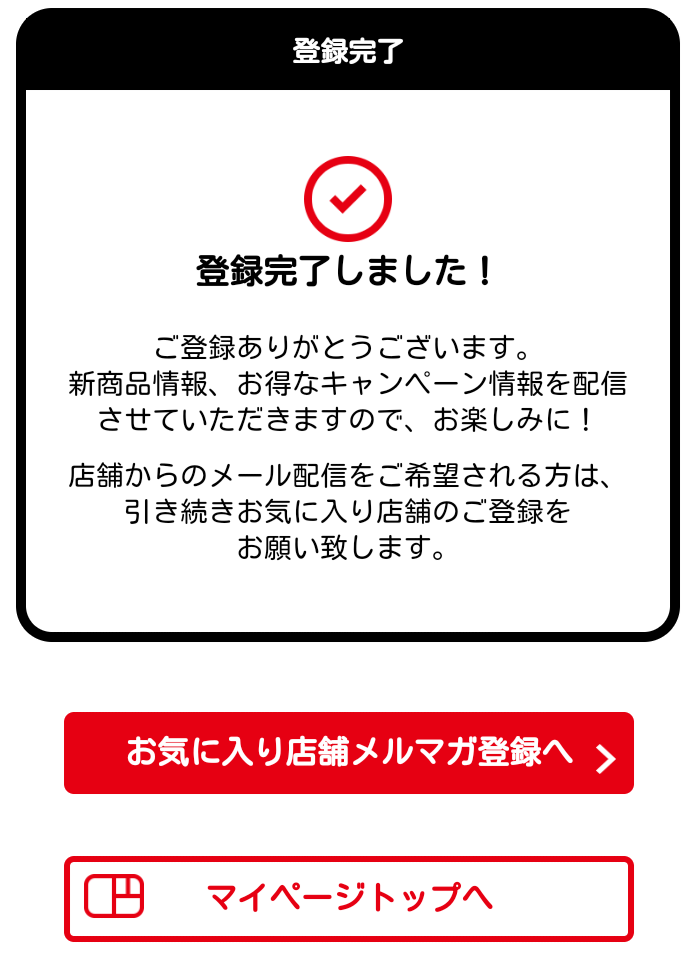 登録完了
登録完了しました！
ご登録ありがとうございます。
新商品情報、お得なキャンペーン情報を配信
させていただきますので、お楽しみに！
店舗からのメール配信をご希望される方は、
引き続きお気に入り店舗のご登録を
お願い致します。
お気に入り店舗メルマガ登録へ
マイページトップへ